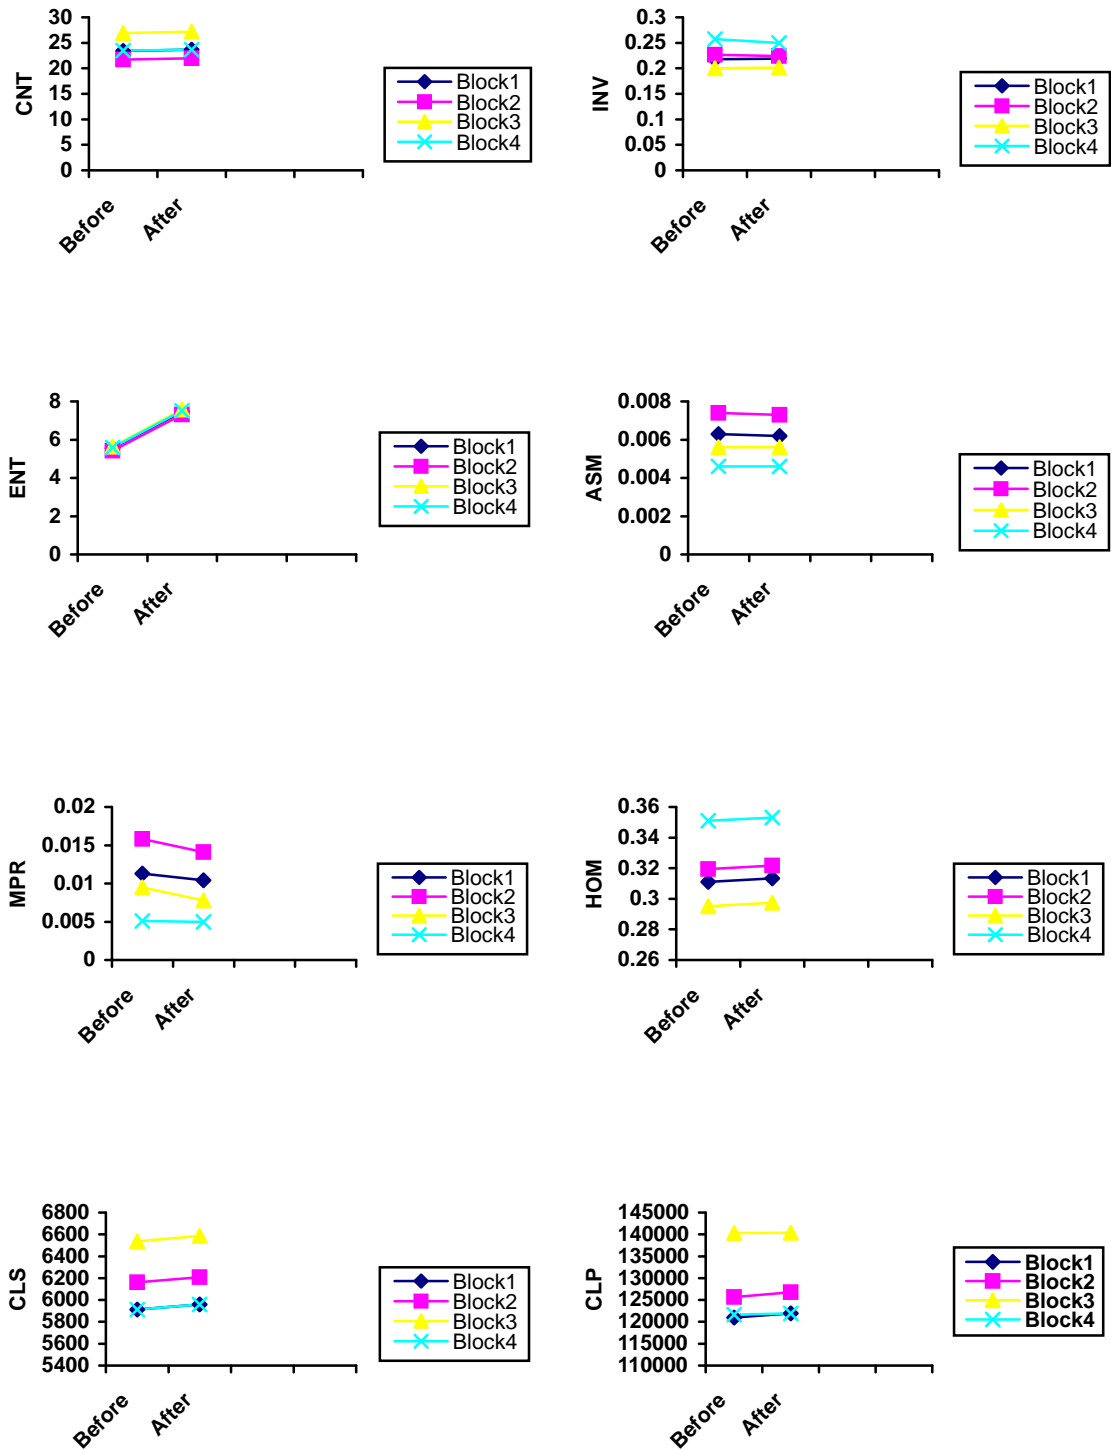 CNT
30
25
20
15
10
5
0
Before
After
Block1
Block2
Block3
Block4
INV
0.3
0.25
0.2
0.15
0.1
0.05
0
Before
After
Block1
Block2
Block3
Block4
ENT
8
6
4
2
0
Before
After
Block1
Block2
Block3
Block4
ASM
0.008
0.006
0.004
0.002
0
Before
After
Block1
Block2
Block3
Block4
MPR
0.02
0.015
0.01
0.005
0
Before
After
Block1
Block2
Block3
Block4
HOM
0.36
0.34
0.32
0.3
0.28
0.26
Before
After
Block1
Block2
Block3
Block4
CLS
6800
6600
6400
6200
6000
5800
5600
5400
Before
After
Block1
Block2
Block3
Block4
CLP
145000
140000
135000
130000
125000
120000
115000
110000
Before
After
Block1
Block2
Block3
Block4